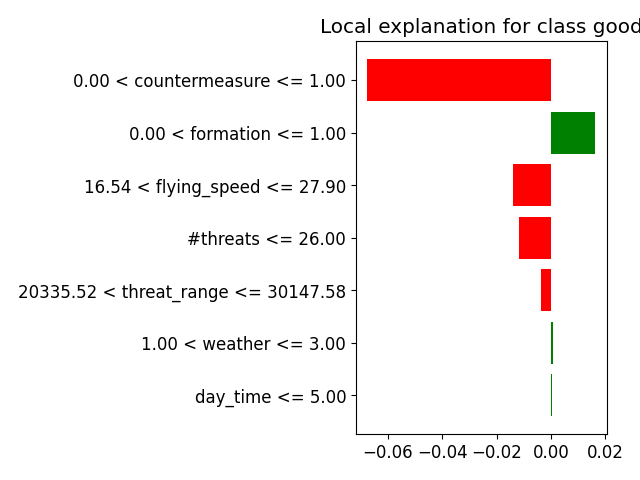 Local explanation for class good
0.00 < countermeasure <= 1.00
0.00 < formation <= 1.00
16.54 < flying_speed <= 27.90
#threats <= 26.00
20335.52 < threat_range <= 30147.58
1.00 < weather <= 3.00
day_time <= 5.00
−0.06 −0.04 −0.02 0.00 0.02